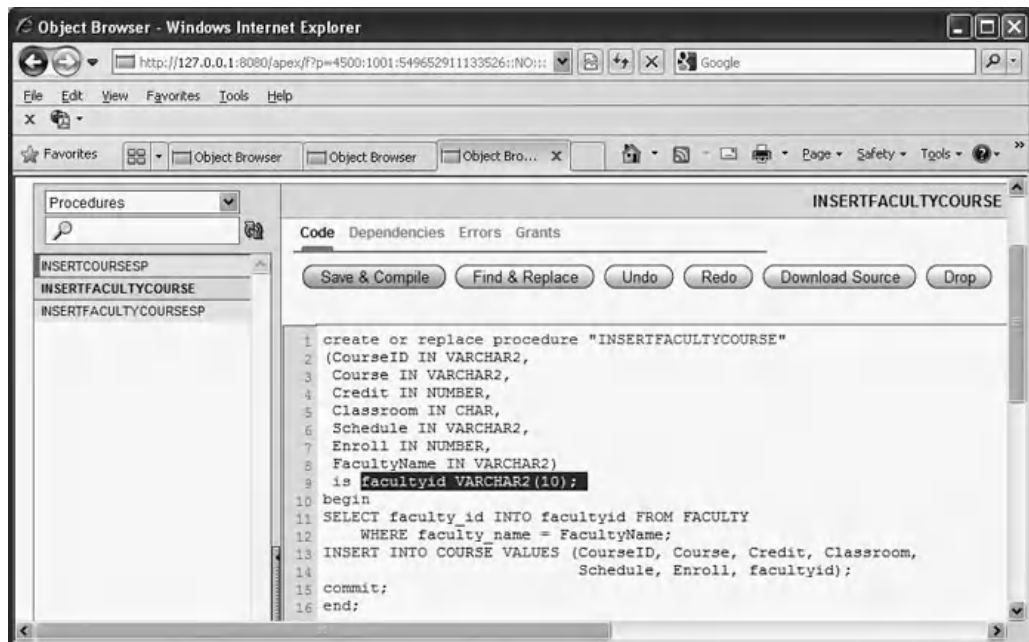 Object Browser - Windows Internet Explorer
http://127.0.0.1:8080/apex/f?p=4500:1001:549652911133526::NO:::
Google
File Edit View Favorites Tools Help
x
Favorites Object Browser Object Browser Object Bro... X Page Safety Tools »
Procedures
INSERTFACULTYCOURSE
Code Dependencies Errors Grants
INSERTCOURSESP
INSERTFACULTYCOURSE
INSERTFACULTYCOURSESP
Save & Compile Find & Replace Undo Redo Download Source Drop
1 create or replace procedure "INSERTFACULTYCOURSE"
2 (CourseID IN VARCHAR2,
3 Course IN VARCHAR2,
4 Credit IN NUMBER,
5 Classroom IN CHAR,
6 Schedule IN VARCHAR2,
7 Enroll IN NUMBER,
8 FacultyName IN VARCHAR2)
9 is facultyid VARCHAR2(10);
10 begin
11 SELECT faculty_id INTO facultyid FROM FACULTY
12 WHERE faculty_name = FacultyName;
13 INSERT INTO COURSE VALUES (CourseID, Course, Credit, Classroom,
14 Schedule, Enroll, facultyid);
15 commit;
16 end;